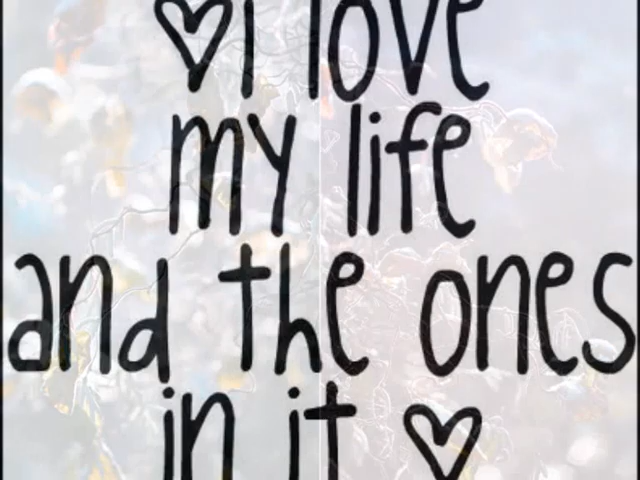 ♡ i love
my life
and the ones
in it ♡